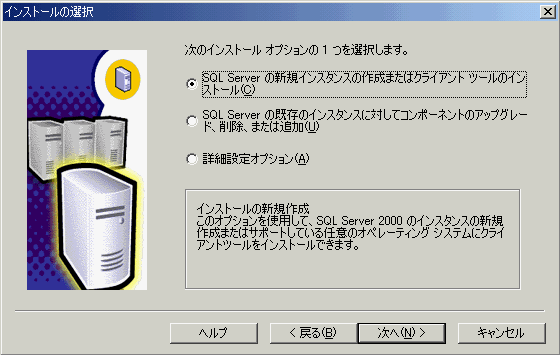 インストールの選択
次のインストール オプションの 1 つを選択します。
SQL Server の新規インスタンスの作成またはクライアント ツールのイン
ストール(C)
SQL Server の既存のインスタンスに対してコンポーネントのアップグレー
ド、削除、または追加(U)
詳細設定オプション(A)
インストールの新規作成
このオプションを使用して、SQL Server 2000 のインスタンスの新規
作成またはサポートしている任意のオペレーティング システムにクライ
アントツールをインストールできます。
ヘルプ
< 戻る(B)
次へ(N) >
キャンセル